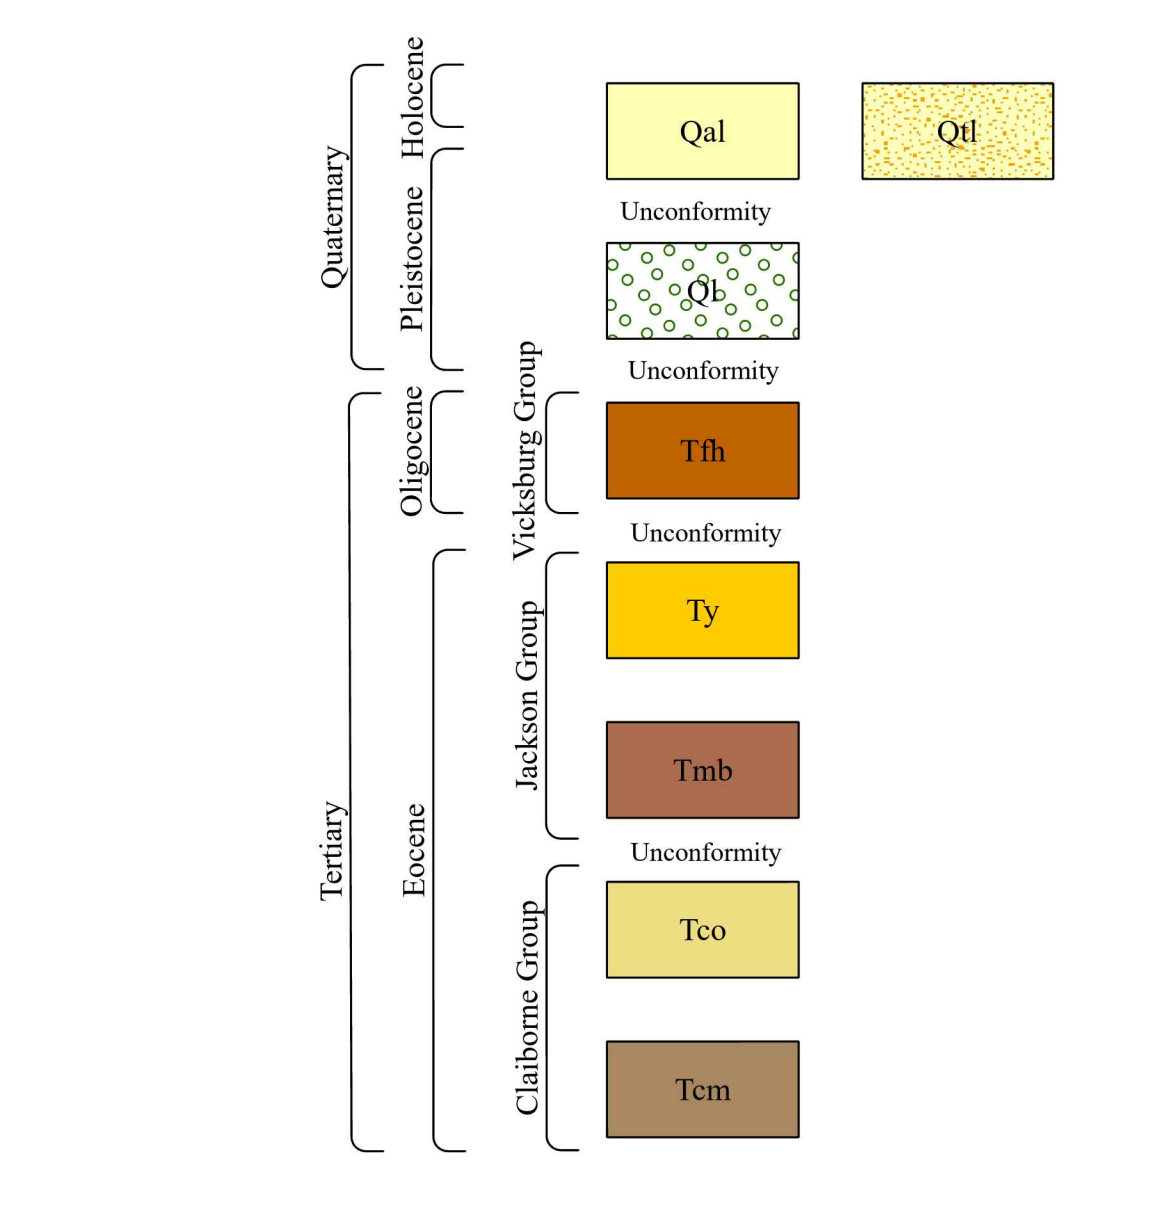 Quaternary
Holocene
Pleistocene
Qal
Qtl
Unconformity
Ql
Unconformity
Tertiary
Oligocene
Vicksburg Group
Tfh
Unconformity
Eocene
Jackson Group
Ty
Tmb
Unconformity
Claiborne Group
Tco
Tcm